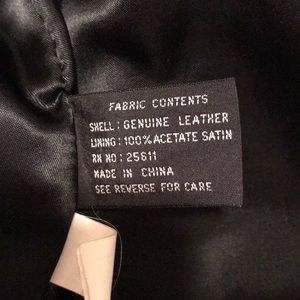 FABRIC CONTENTS
SHELL: GENUINE LEATHER
LINING: 100% ACETATE SATIN
RN NO: 25611
MADE IN CHINA
SEE REVERSE FOR CARE